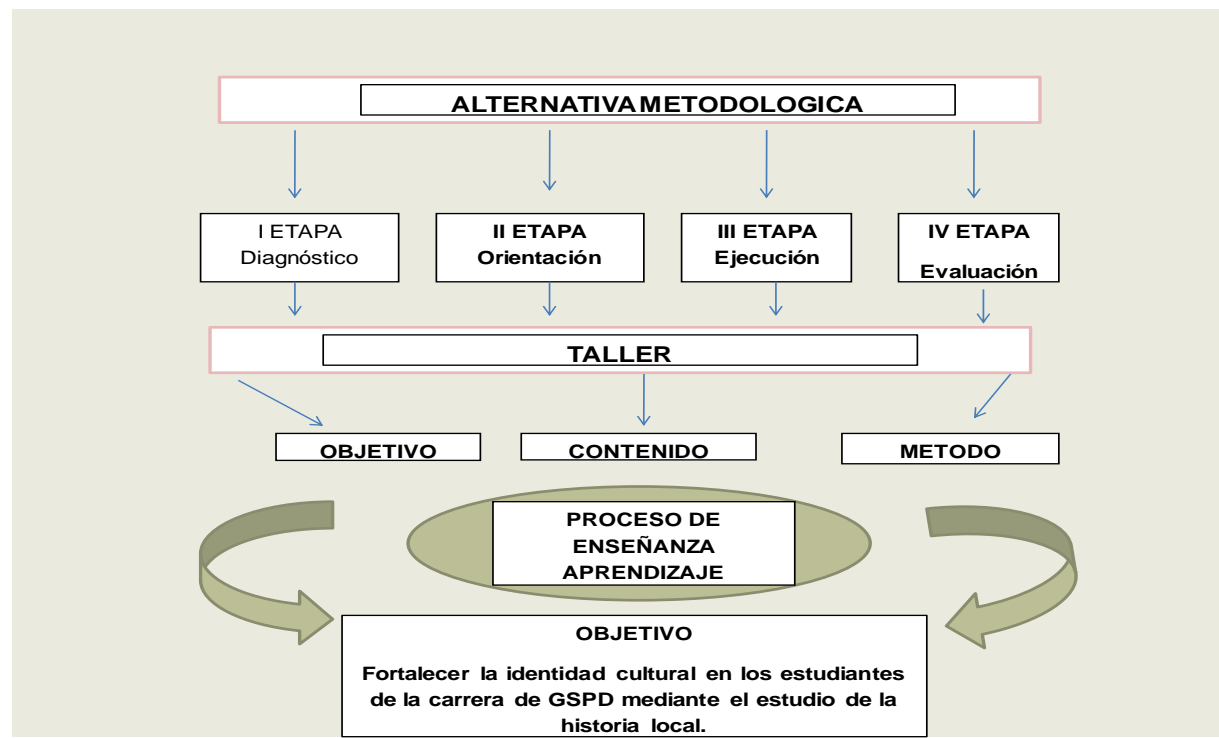 ALTERNATIVA METODOLOGICA
I ETAPA
Diagnóstico
II ETAPA
Orientación
III ETAPA
Ejecución
IV ETAPA
Evaluación
TALLER
OBJETIVO
CONTENIDO
METODO
PROCESO DE
ENSEÑANZA
APRENDIZAJE
OBJETIVO
Fortalecer la identidad cultural en los estudiantes
de la carrera de GSPD mediante el estudio de la
historia local.